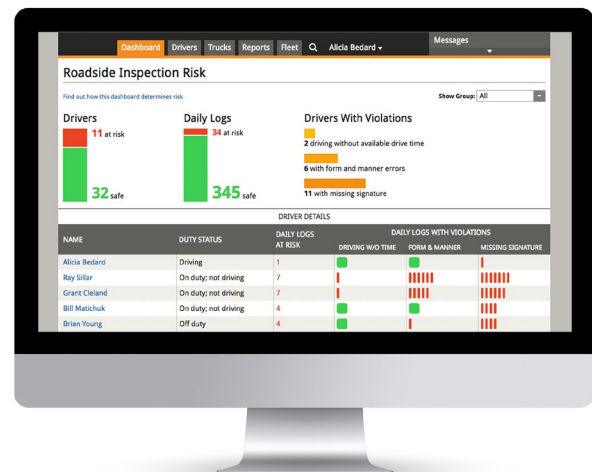 Dashboard Drivers Trucks Reports Fleet Alicia Bedard Messages
Roadside Inspection Risk
Find out how this dashboard determines risk
Show Group: All
Drivers
11 at risk
32 safe
Daily Logs
34 at risk
345 safe
Drivers With Violations
2 driving without available drive time
6 with form and manner errors
11 with missing signature
DRIVER DETAILS
NAME DUTY STATUS DAILY LOGS AT RISK DAILY LOGS WITH VIOLATIONS
DRIVING W/O TIME FORM & MANNER MISSING SIGNATURE
Alicia Bedard Driving 1
Ray Sillar On duty; not driving 7
Grant Cleland On duty; not driving 7
Bill Matichuk On duty; not driving 4
Brian Young Off duty 4